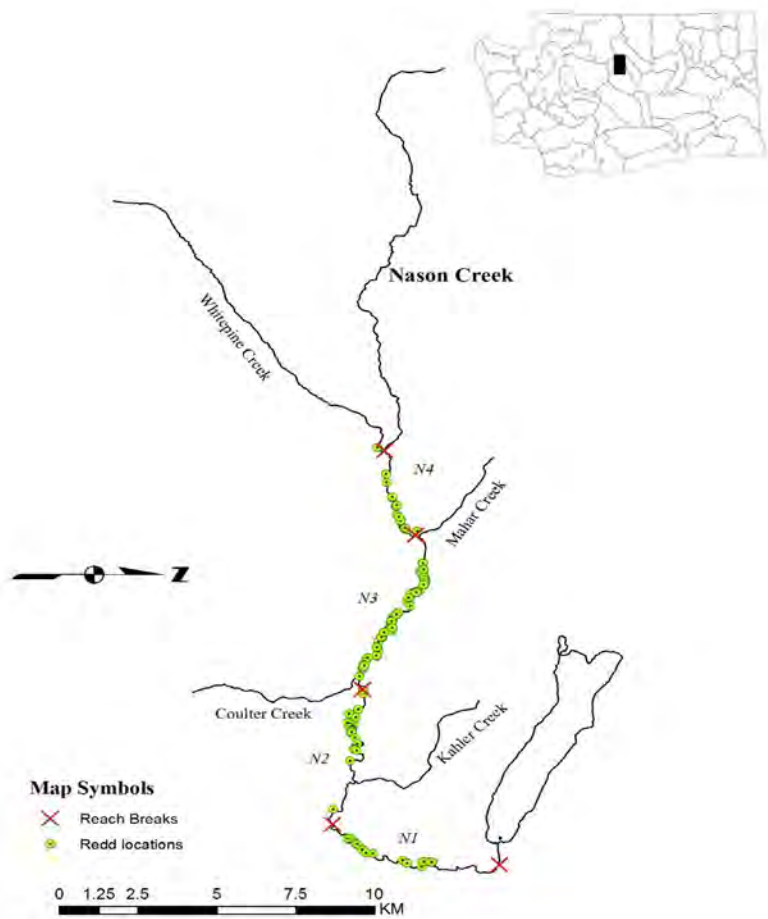 Nason Creek
Whitepine Creek
N4
Mahar Creek
N
N3
Coulter Creek
Kahler Creek
N2
Map Symbols
Reach Breaks
Redd locations
N1
0 1.25 2.5 5 7.5 10
KM